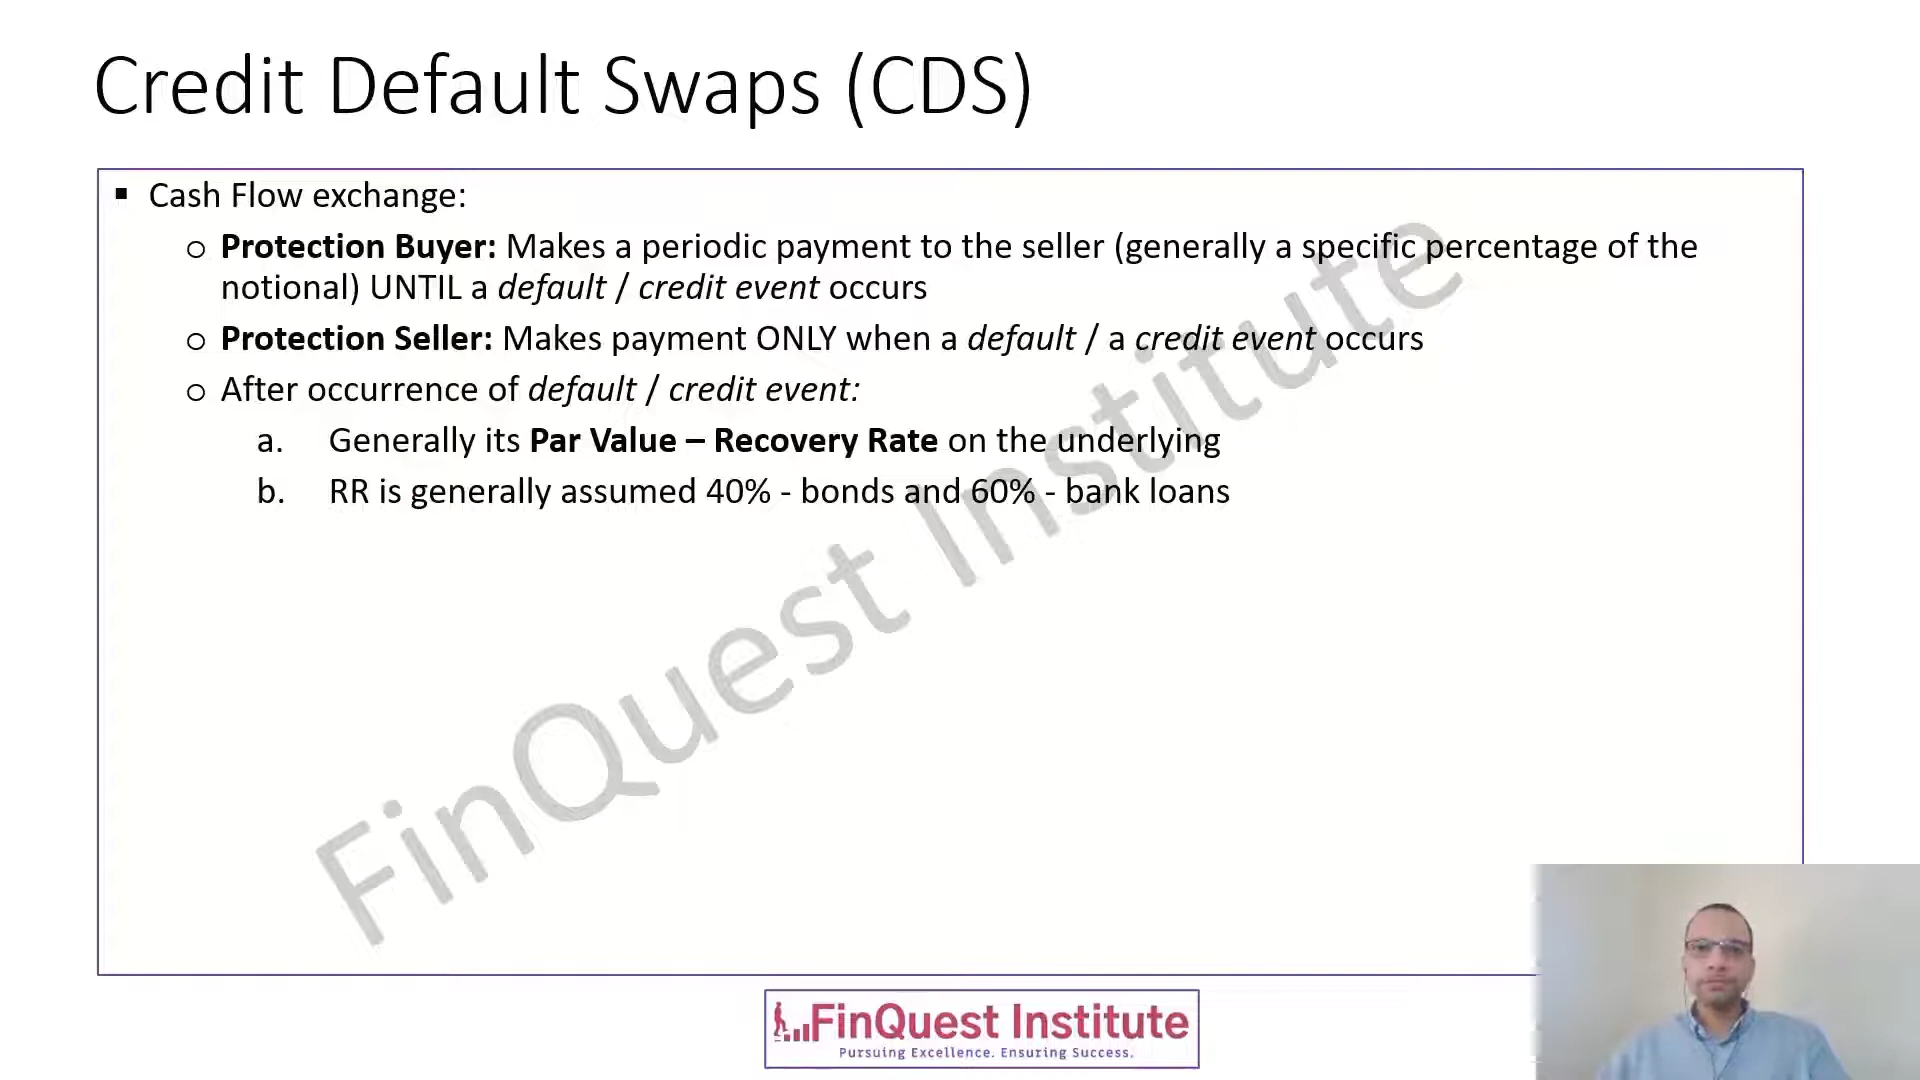 Credit Default Swaps (CDS)
▪ Cash Flow exchange:
o Protection Buyer: Makes a periodic payment to the seller (generally a specific percentage of the
notional) UNTIL a default / credit event occurs
o Protection Seller: Makes payment ONLY when a default / a credit event occurs
o After occurrence of default / credit event:
a. Generally its Par Value – Recovery Rate on the underlying
b. RR is generally assumed 40% - bonds and 60% - bank loans
FinQuest Institute
FinQuest Institute
Pursuing Excellence. Ensuring Success.